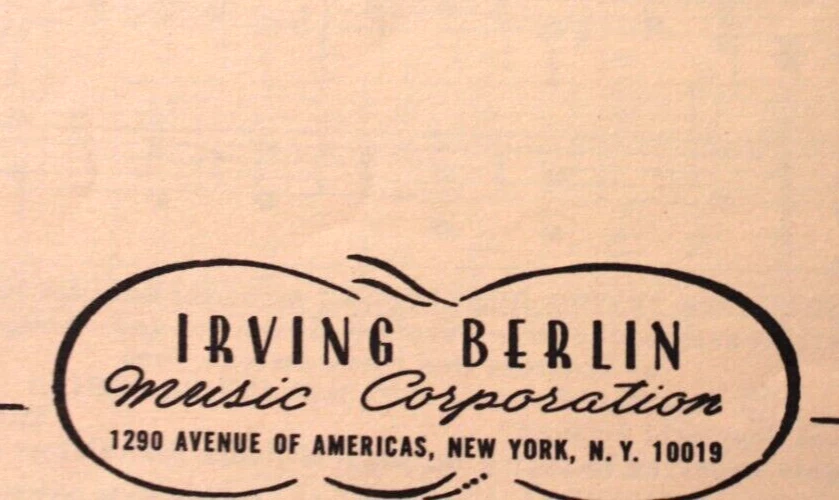 IRVING BERLIN
Music Corporation
1290 AVENUE OF AMERICAS, NEW YORK, N. Y. 10019